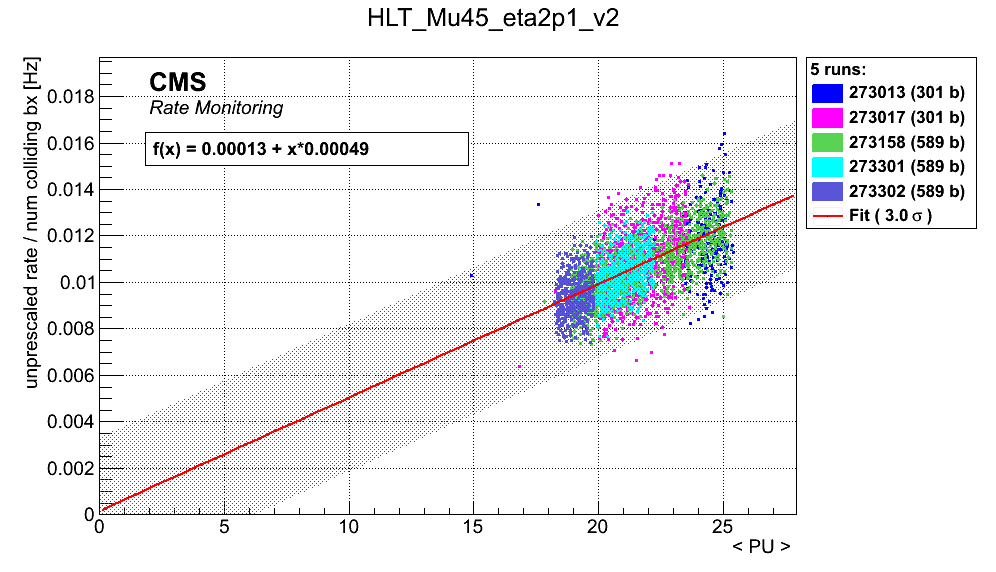 HLT_Mu45_eta2p1_v2
unprescaled rate / num colliding bx [Hz]
CMS
Rate Monitoring
f(x) = 0.00013 + x*0.00049
0.018
0.016
0.014
0.012
0.01
0.008
0.006
0.004
0.002
0
0 5 10 15 20 25
< PU >
5 runs:
273013 (301 b)
273017 (301 b)
273158 (589 b)
273301 (589 b)
273302 (589 b)
Fit ( 3.0 σ )